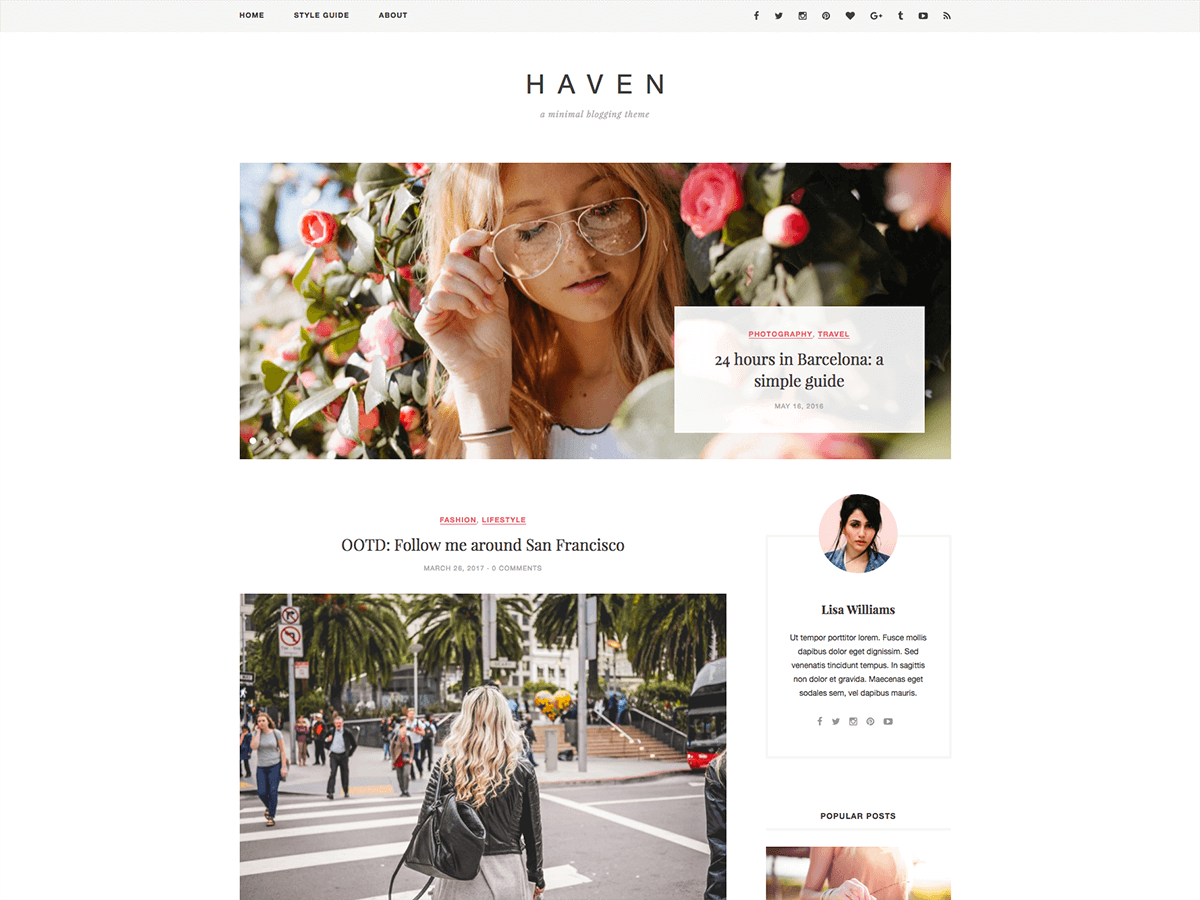 HOME STYLE GUIDE ABOUT
HAVEN
a minimal blogging theme
PHOTOGRAPHY, TRAVEL
24 hours in Barcelona: a
simple guide
MAY 16, 2016
FASHION, LIFESTYLE
OOTD: Follow me around San Francisco
MARCH 26, 2017 - 0 COMMENTS
Lisa Williams
Ut tempor porttitor lorem. Fusce mollis
dapibus dolor eget dignissim. Sed
venenatis tincidunt tempus. In sagittis
non dolor et gravida. Maecenas eget
sodales sem, vel dapibus mauris.
POPULAR POSTS